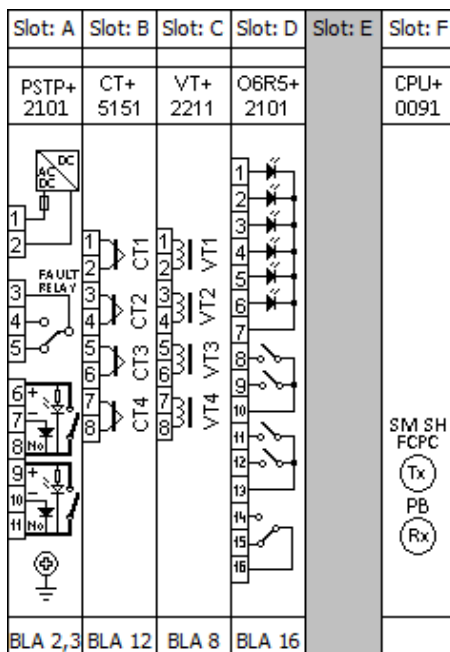 Slot: A Slot: B Slot: C Slot: D Slot: E Slot: F
PSTP+ CT+ VT+ O6R5+ CPU+
2101 5151 2211 2101 0091
AC
DC
DC
1
2
FAULT
RELAY
3
4
5
6 +
7 -
8 No
9 +
10 -
11 No
1
2
CT1
3
4
CT2
5
6
CT3
7
8
CT4
1
2
VT1
3
4
VT2
5
6
VT3
7
8
VT4
1
2
3
4
5
6
7
8
9
10
11
12
13
14
15
16
SM SH
FCPC
Tx
PB
Rx
BLA 2,3 BLA 12 BLA 8 BLA 16